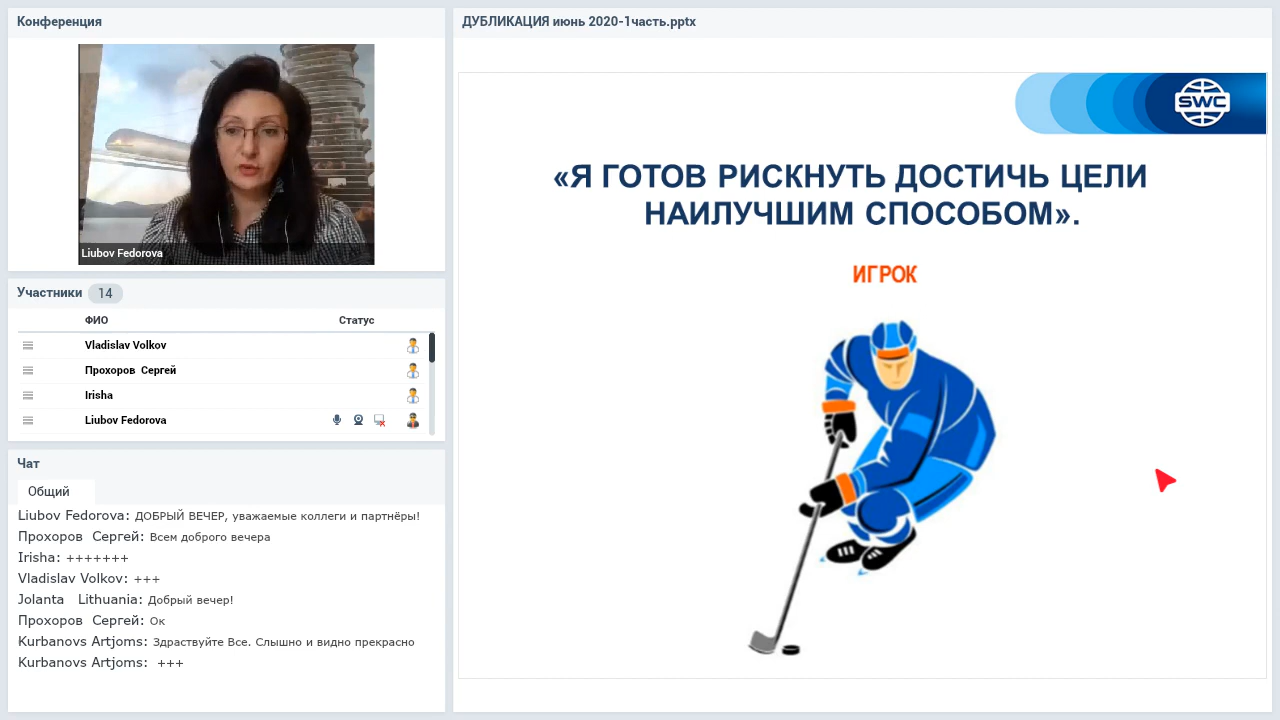 Конференция
Liubov Fedorova
Участники 14
ФИО Статус
Vladislav Volkov
Прохоров Сергей
Irisha
Liubov Fedorova
Чат
Общий
Liubov Fedorova: ДОБРЫЙ ВЕЧЕР, уважаемые коллеги и партнёры!
Прохоров Сергей: Всем доброго вечера
Irisha: +++++++
Vladislav Volkov: +++
Jolanta Lithuania: Добрый вечер!
Прохоров Сергей: Ок
Kurbanovs Artjoms: Здраствуйте Все. Слышно и видно прекрасно
Kurbanovs Artjoms: +++
ДУБЛИКАЦИЯ июнь 2020-1часть.pptx
SWC
«Я ГОТОВ РИСКНУТЬ ДОСТИЧЬ ЦЕЛИ
НАИЛУЧШИМ СПОСОБОМ».
ИГРОК